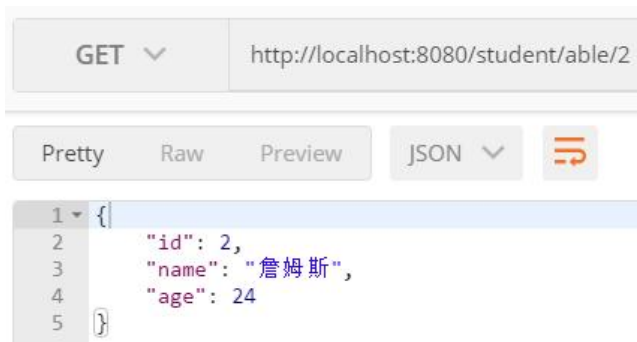 GET http://localhost:8080/student/able/2
Pretty Raw Preview JSON
1 {
2 "id": 2,
3 "name": "詹姆斯",
4 "age": 24
5 }